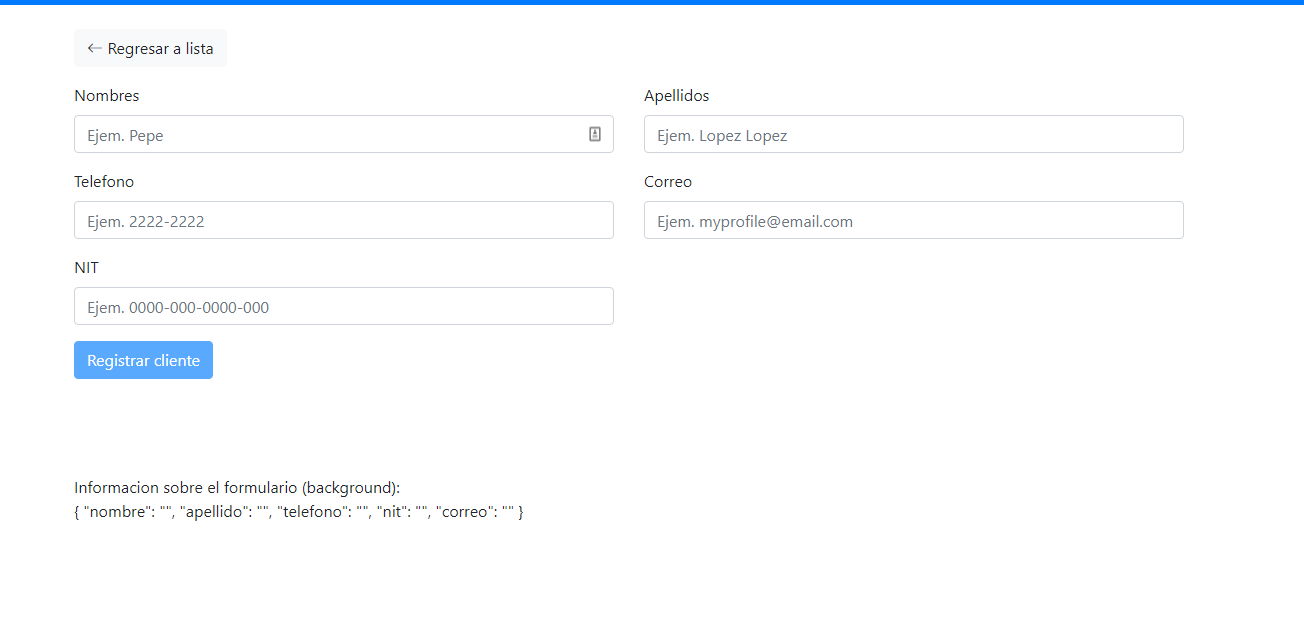 ← Regresar a lista
Nombres
Apellidos
Ejem. Pepe
Ejem. Lopez Lopez
Telefono
Correo
Ejem. 2222-2222
Ejem. myprofile@email.com
NIT
Ejem. 0000-000-0000-000
Registrar cliente
Informacion sobre el formulario (background):
{ "nombre": "", "apellido": "", "telefono": "", "nit": "", "correo": "" }